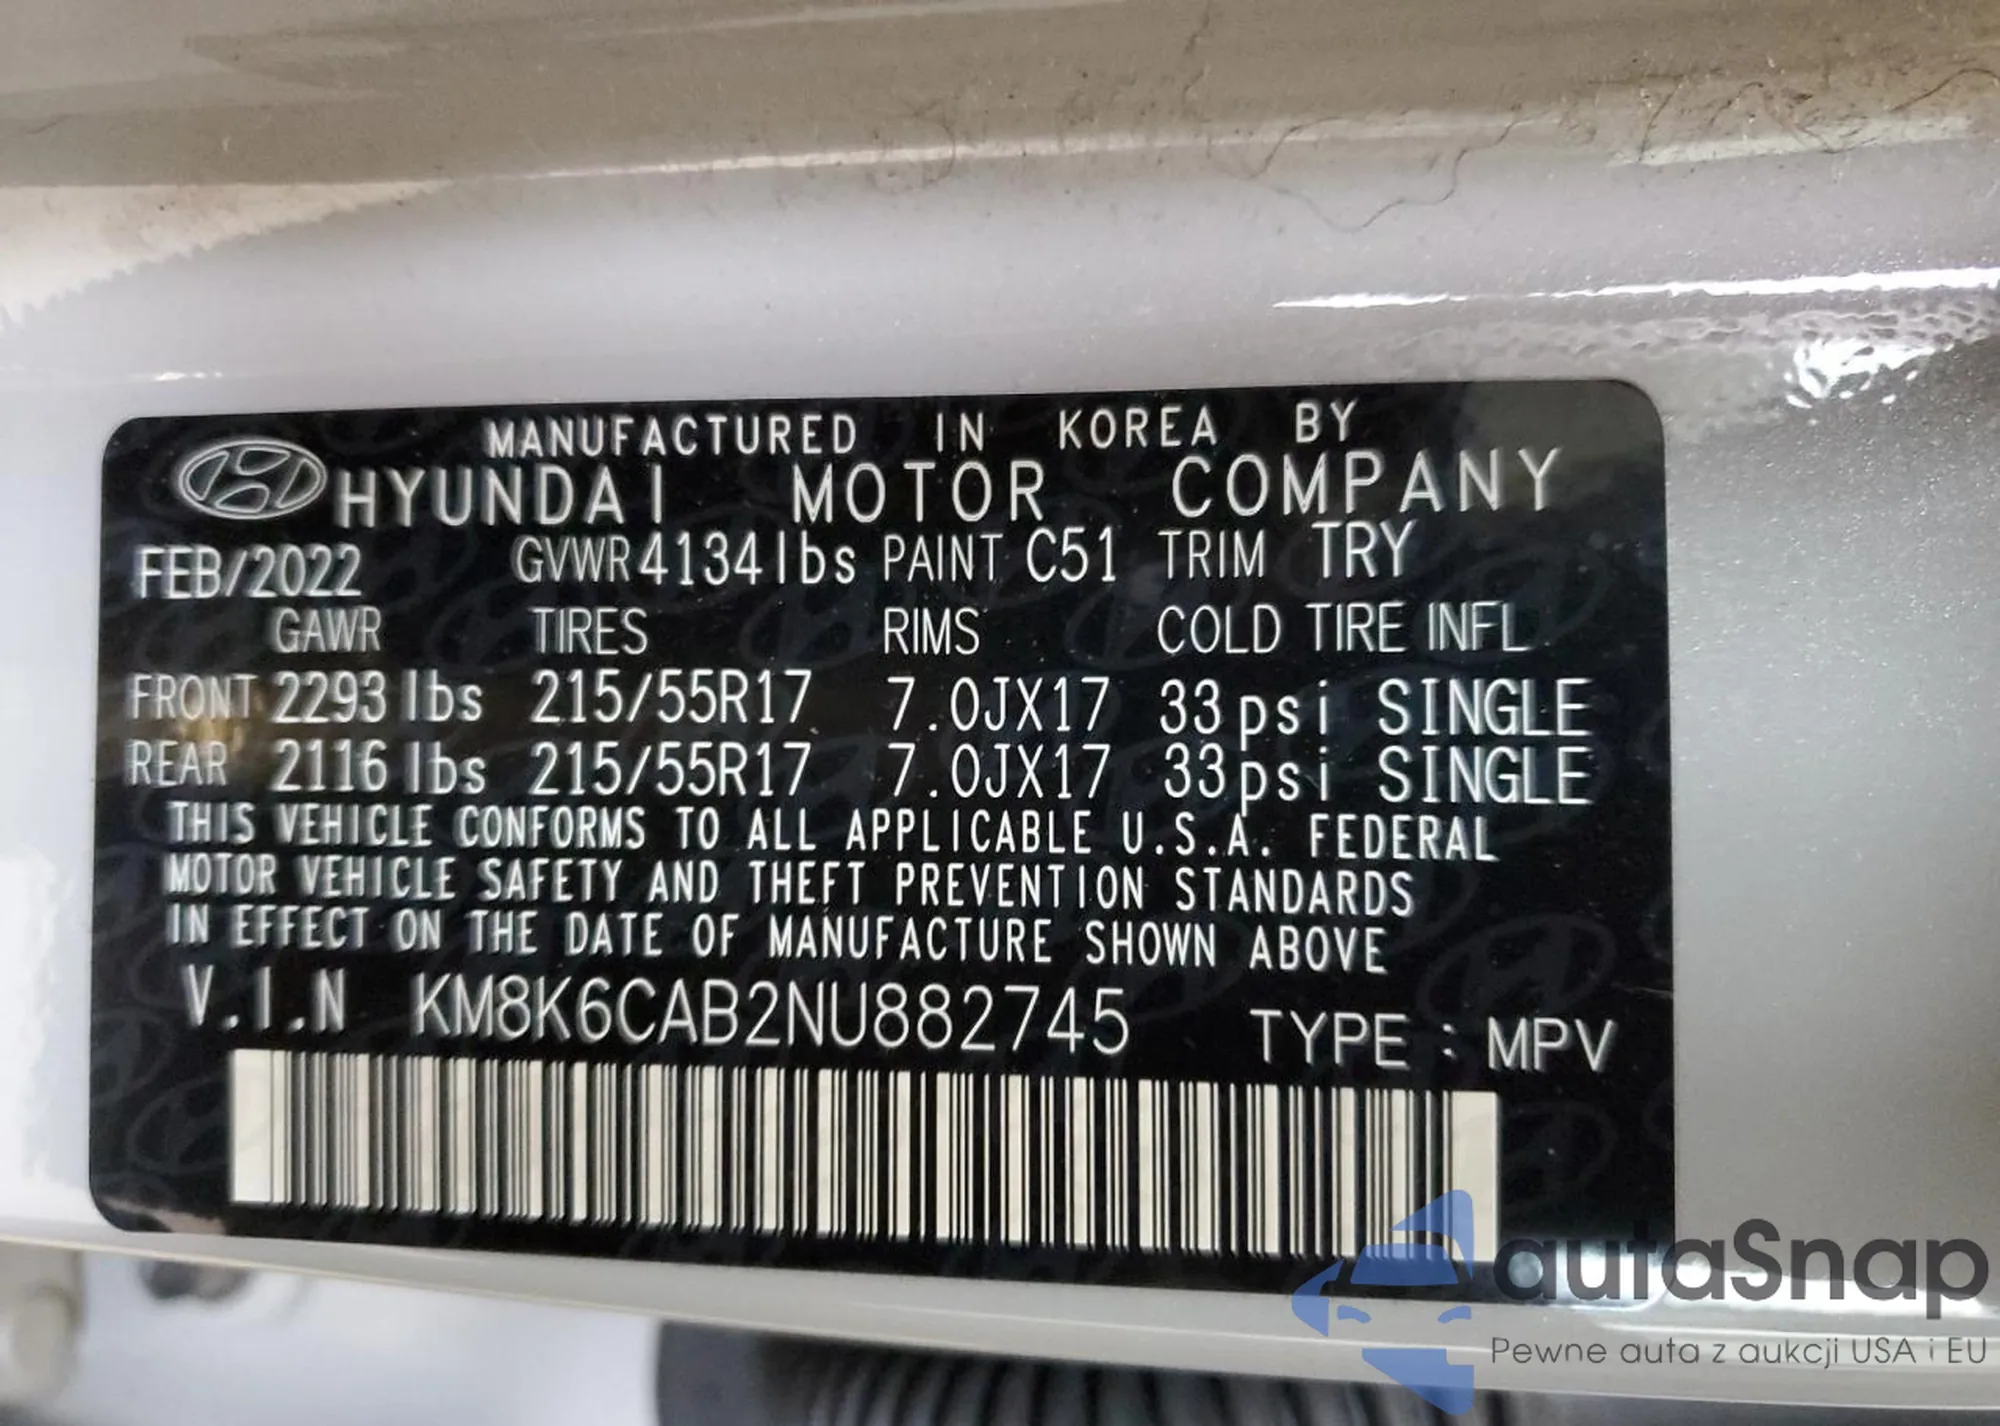 MANUFACTURED IN KOREA BY
HYUNDAI MOTOR COMPANY
FEB/2022 GVWR 4134lbs PAINT C51 TRIM TRY
GAWR TIRES RIMS COLD TIRE INFL
FRONT 2293 lbs 215/55R17 7.0JX17 33psi SINGLE
REAR 2116 lbs 215/55R17 7.0JX17 33psi SINGLE
THIS VEHICLE CONFORMS TO ALL APPLICABLE U.S.A. FEDERAL
MOTOR VEHICLE SAFETY AND THEFT PREVENTION STANDARDS
IN EFFECT ON THE DATE OF MANUFACTURE SHOWN ABOVE
V.I.N KM8K6CAB2NU882745 TYPE : MPV
autaSnap
Pewne auta z aukcji USA i EU